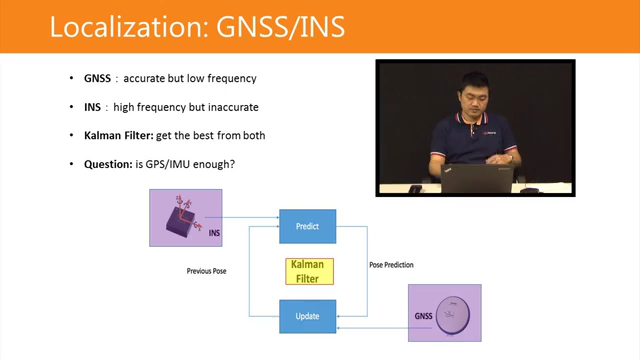 Localization: GNSS/INS
• GNSS : accurate but low frequency
• INS : high frequency but inaccurate
• Kalman Filter: get the best from both
• Question: is GPS/IMU enough?
INS
Predict
Previous Pose
Kalman
Filter
Pose Prediction
Update
GNSS